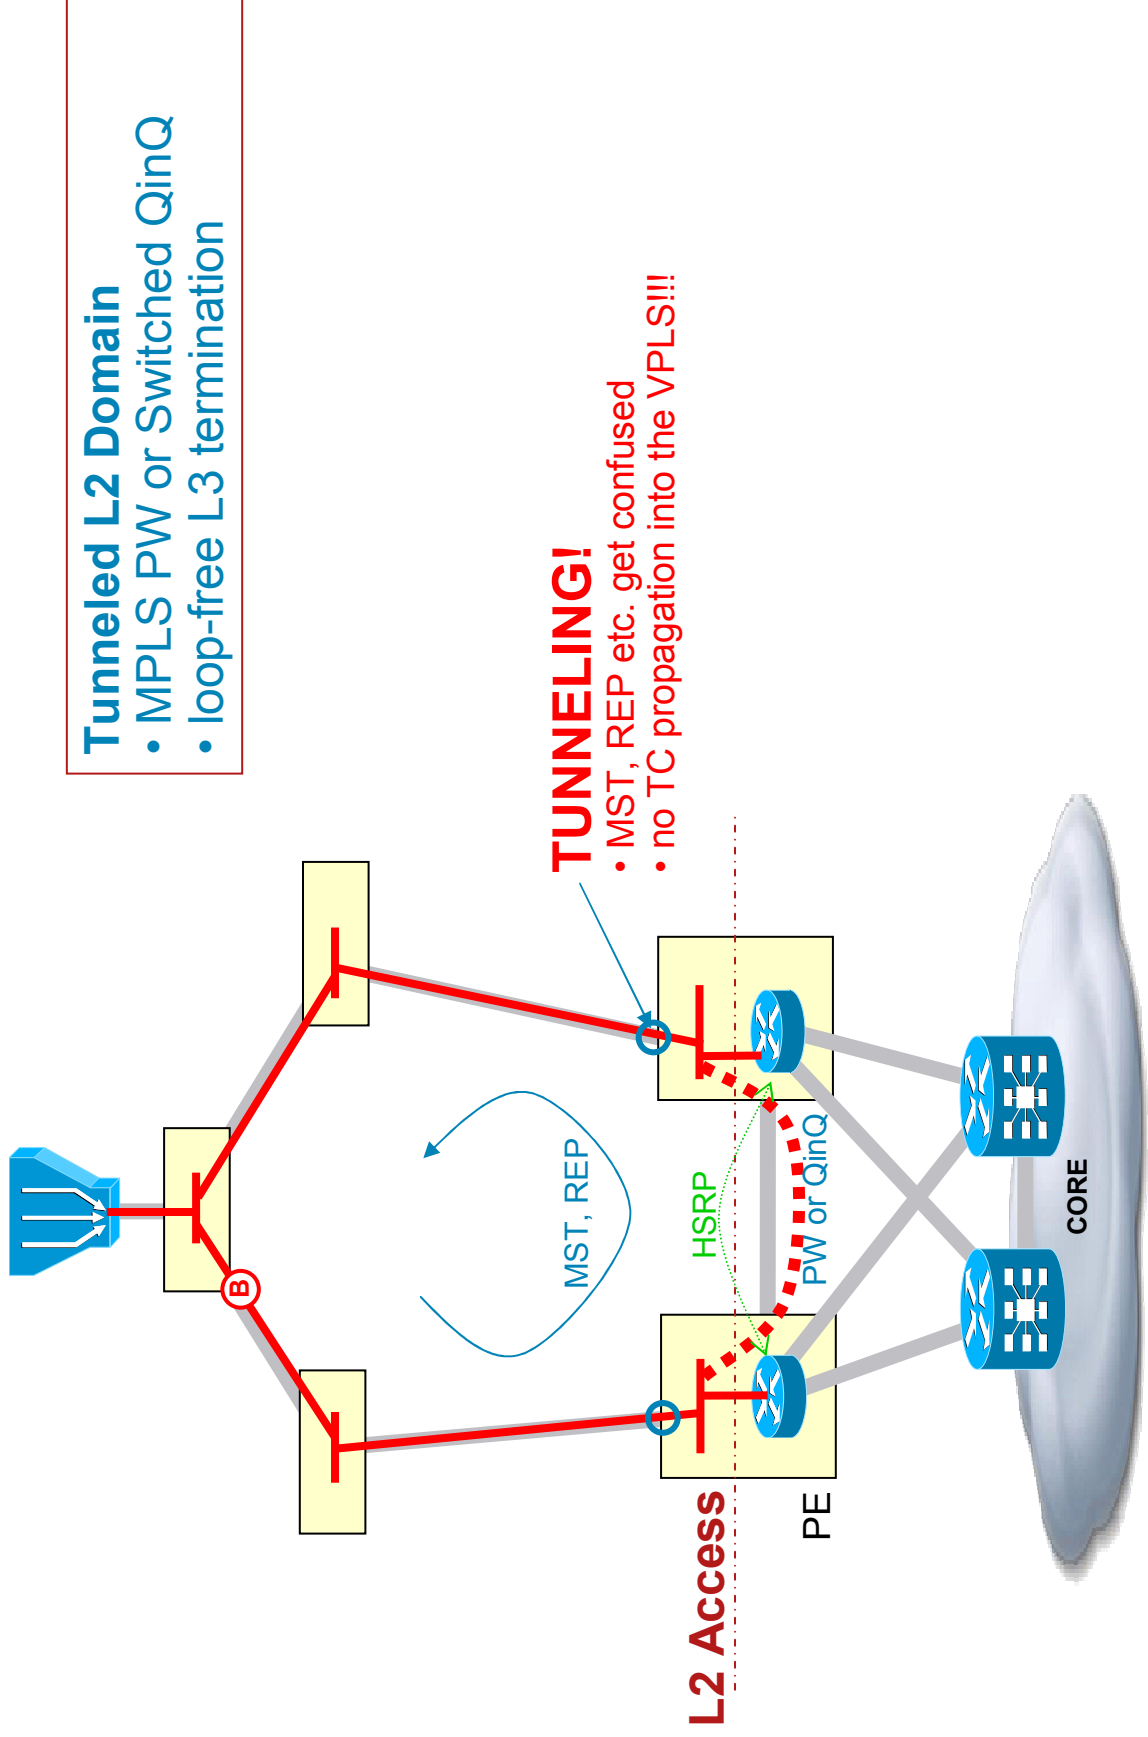 Tunneled L2 Domain
• MPLS PW or Switched QinQ
• loop-free L3 termination
B
TUNNELING!
• MST, REP etc. get confused
• no TC propagation into the VPLS!!!
MST, REP
HSRP
PW or QinQ
L2 Access
PE
CORE